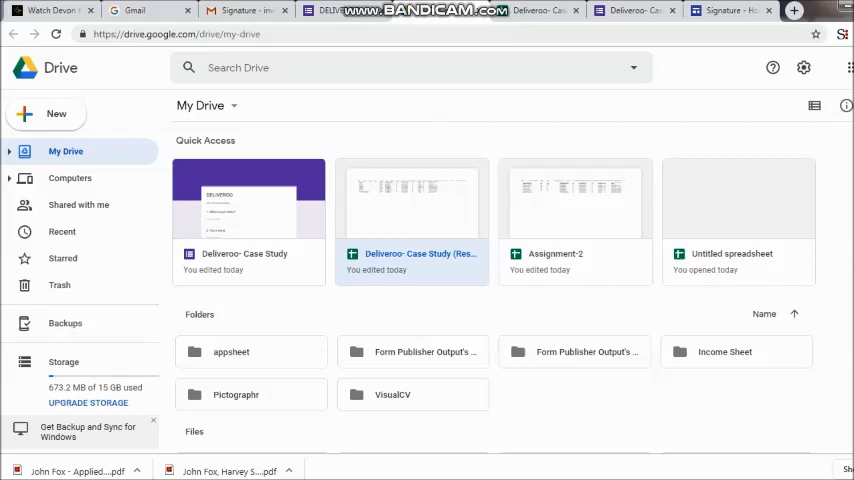 Watch Devon
Gmail
Signature - inv
DELIVE
www.BANDICAM.com
Deliveroo- Cas
Deliveroo- Cas
Signature - Ho
https://drive.google.com/drive/my-drive
Drive
Search Drive
New
My Drive
My Drive
Computers
Shared with me
Recent
Starred
Trash
Backups
Storage
673.2 MB of 15 GB used
UPGRADE STORAGE
Get Backup and Sync for
Windows
Quick Access
DELIVEROO
Deliveroo- Case Study
You edited today
Deliveroo- Case Study (Res...
You edited today
Assignment-2
You edited today
Untitled spreadsheet
You opened today
Folders
Name
appsheet
Form Publisher Output's ...
Form Publisher Output's ...
Income Sheet
Pictographr
VisualCV
Files
John Fox - Applied....pdf
John Fox, Harvey S....pdf
Sho